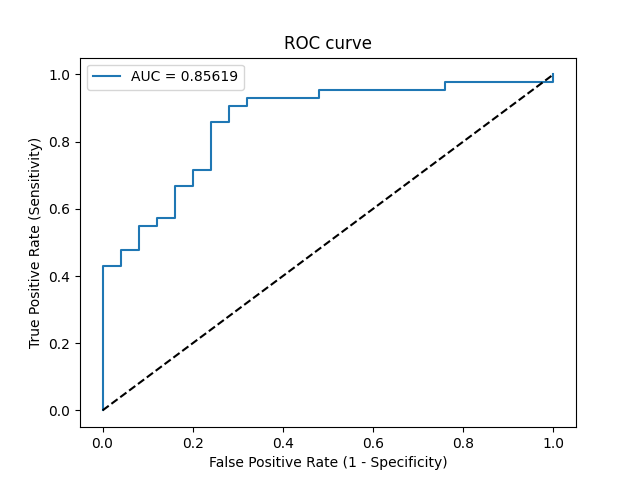 ROC curve
AUC = 0.85619
True Positive Rate (Sensitivity)
1.0
0.8
0.6
0.4
0.2
0.0
0.0 0.2 0.4 0.6 0.8 1.0
False Positive Rate (1 - Specificity)